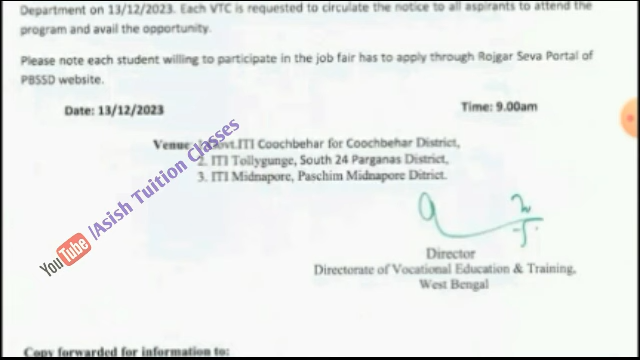 Department on 13/12/2023. Each VTC is requested to circulate the notice to all aspirants to attend the
program and avail the opportunity.
Please note each student willing to participate in the job fair has to apply through Rojgar Seva Portal of
PBSSD website.
Date: 13/12/2023 Time: 9.00am
Venue Govt.ITI Coochbehar for Coochbehar District,
2. ITI Tollygunge, South 24 Parganas District,
3. ITI Midnapore, Paschim Midnapore Ditrict.
YouTube/Asish Tuition Classes
Director
Directorate of Vocational Education & Training,
West Bengal
Copy forwarded for information to: